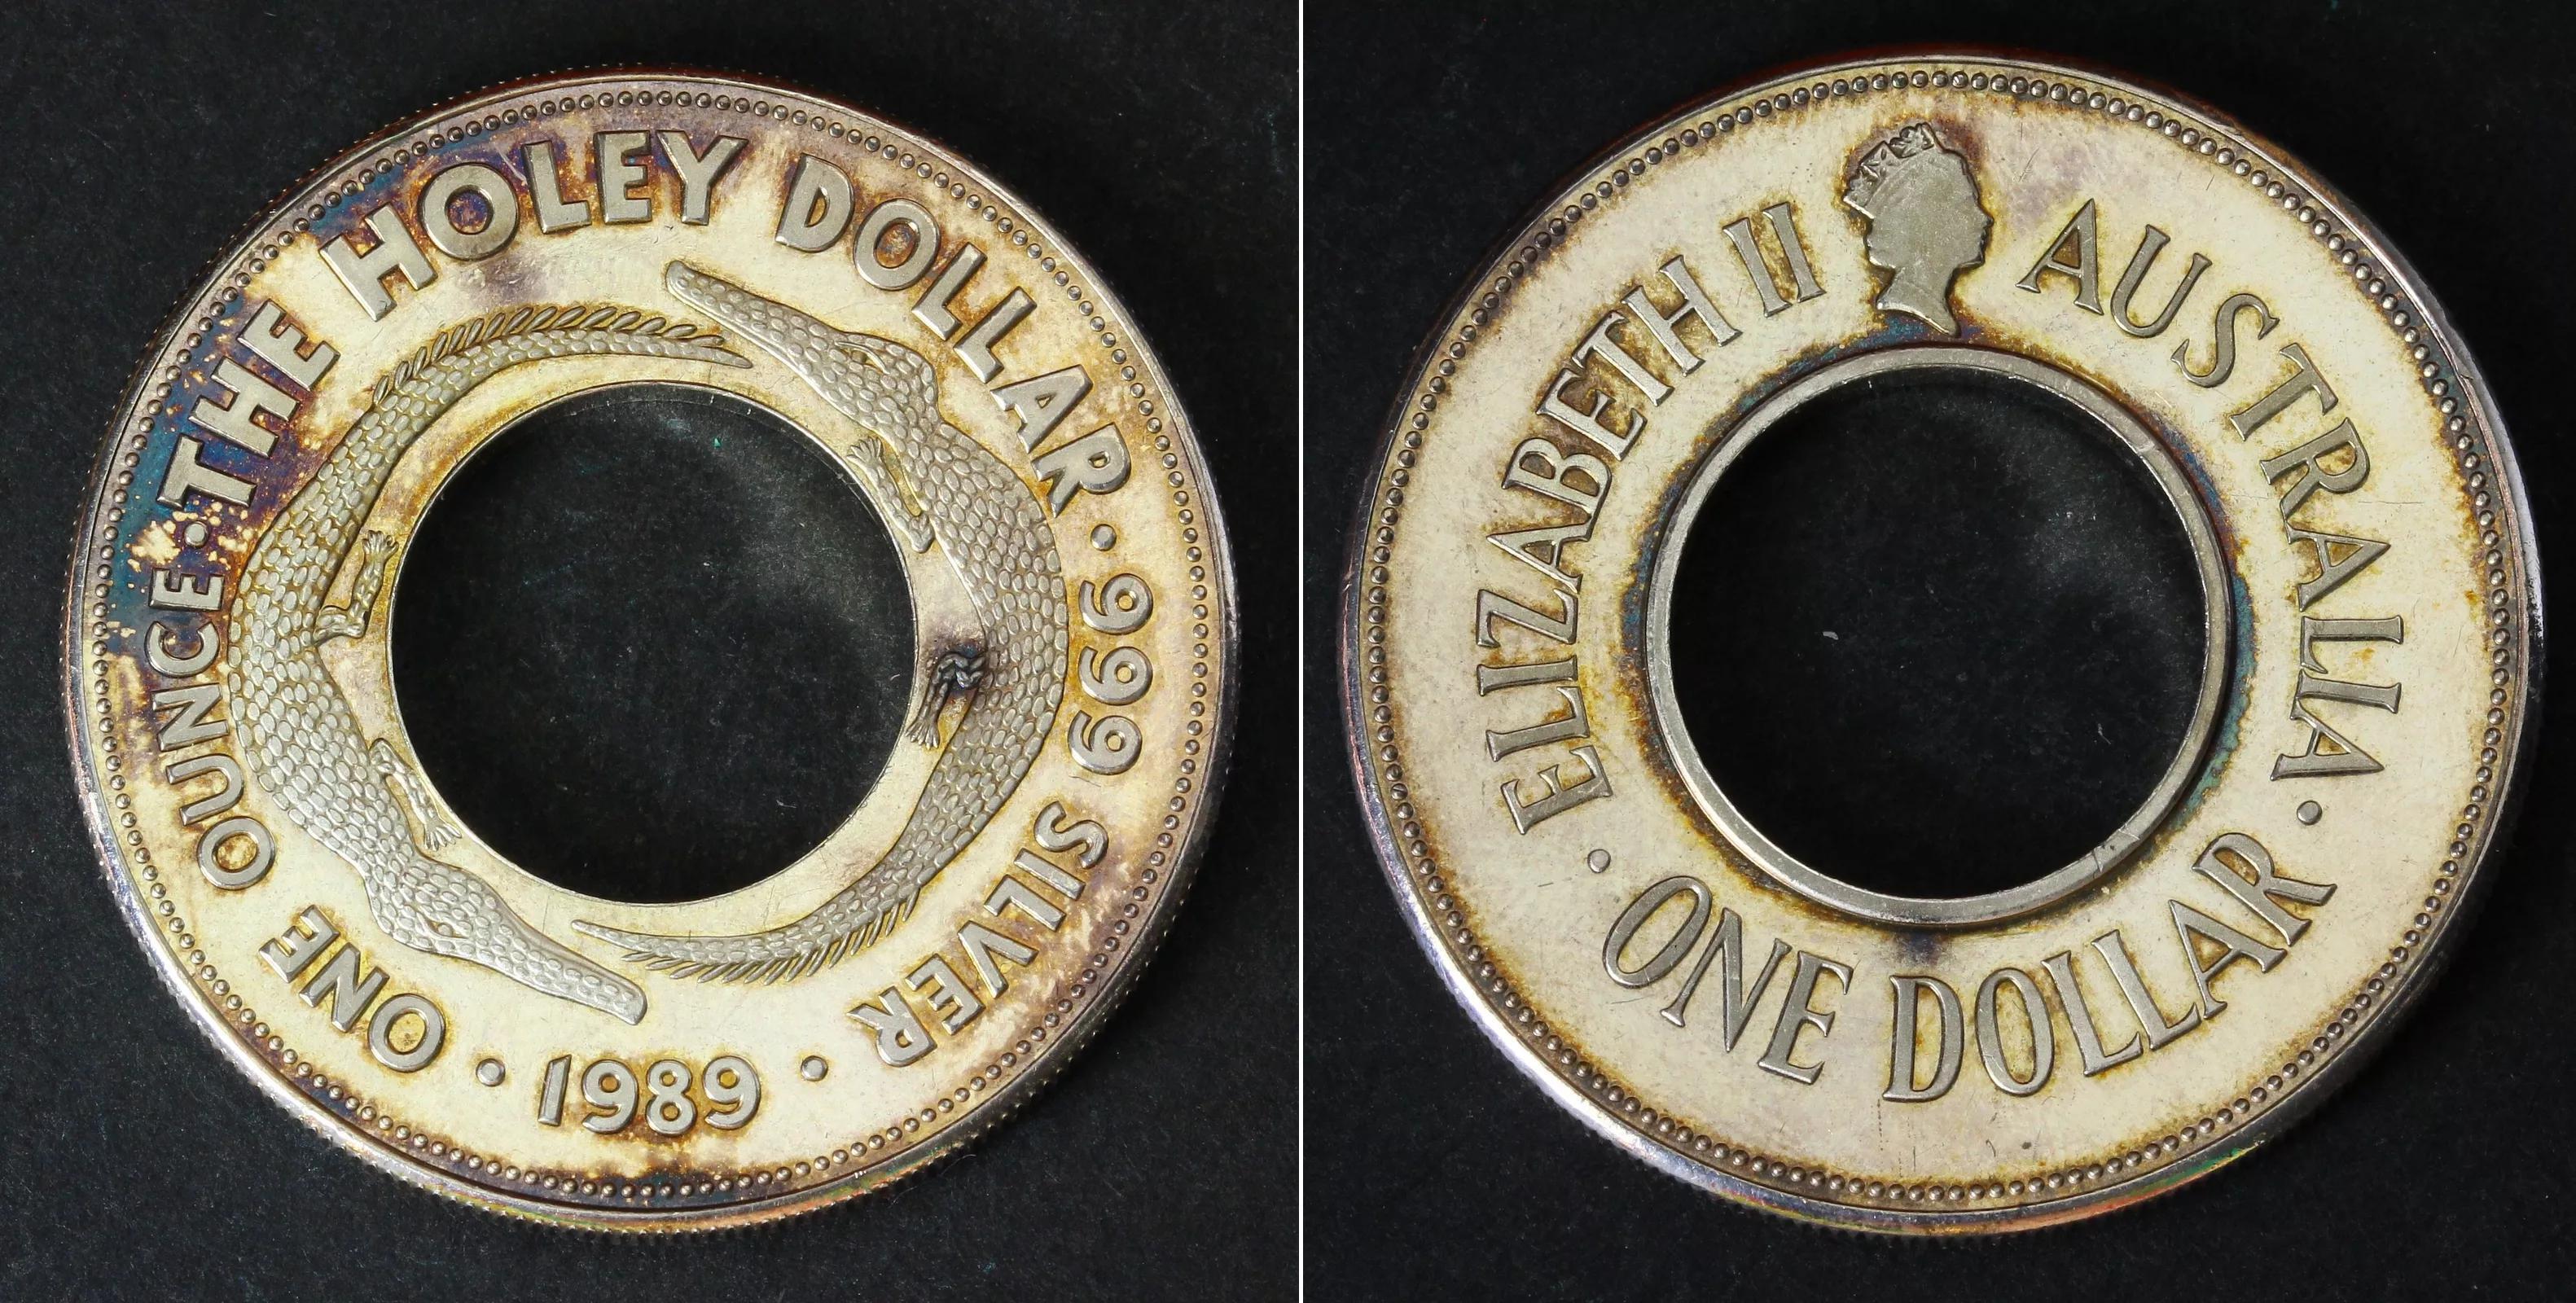 · THE HOLEY DOLLAR · 999 SILVER · 1989 · ONE OUNCE
ELIZABETH II AUSTRALIA ·
· ONE DOLLAR